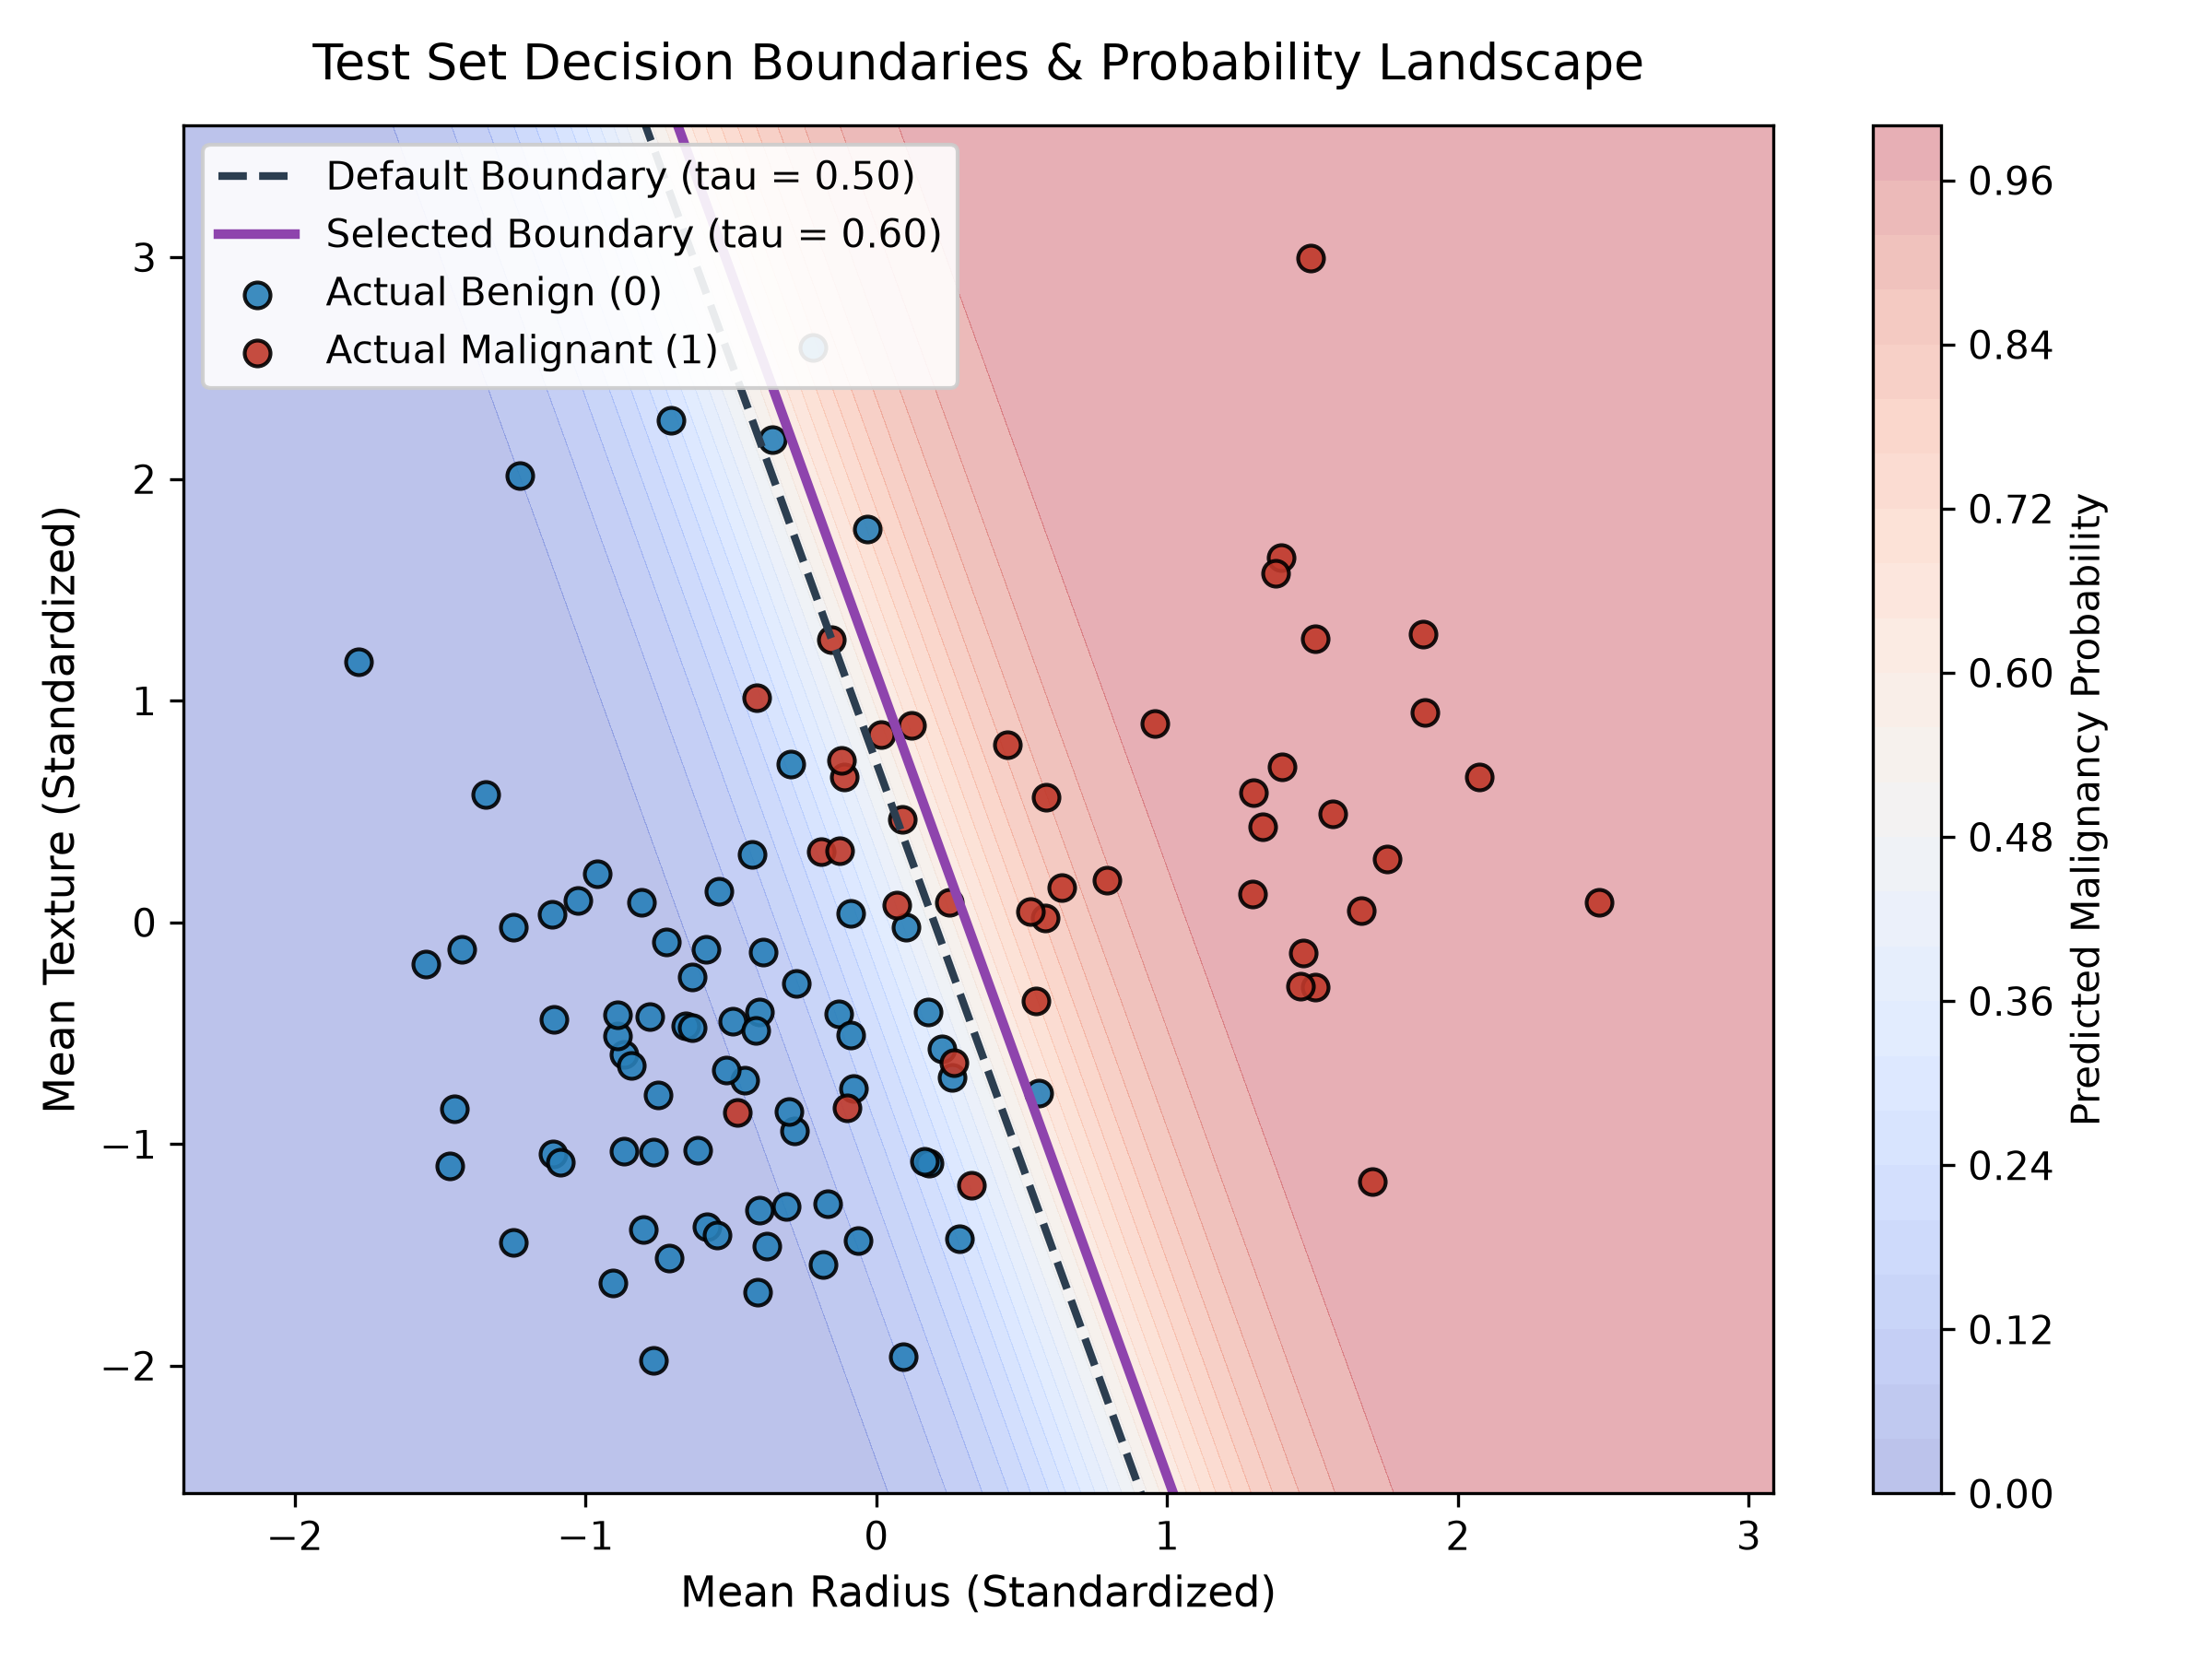 Test Set Decision Boundaries & Probability Landscape
Default Boundary (tau = 0.50)
Selected Boundary (tau = 0.60)
Actual Benign (0)
Actual Malignant (1)
Mean Texture (Standardized)
3
2
1
0
−1
−2
−2
−1
0
1
2
3
Mean Radius (Standardized)
0.96
0.84
0.72
0.60
0.48
0.36
0.24
0.12
0.00
Predicted Malignancy Probability